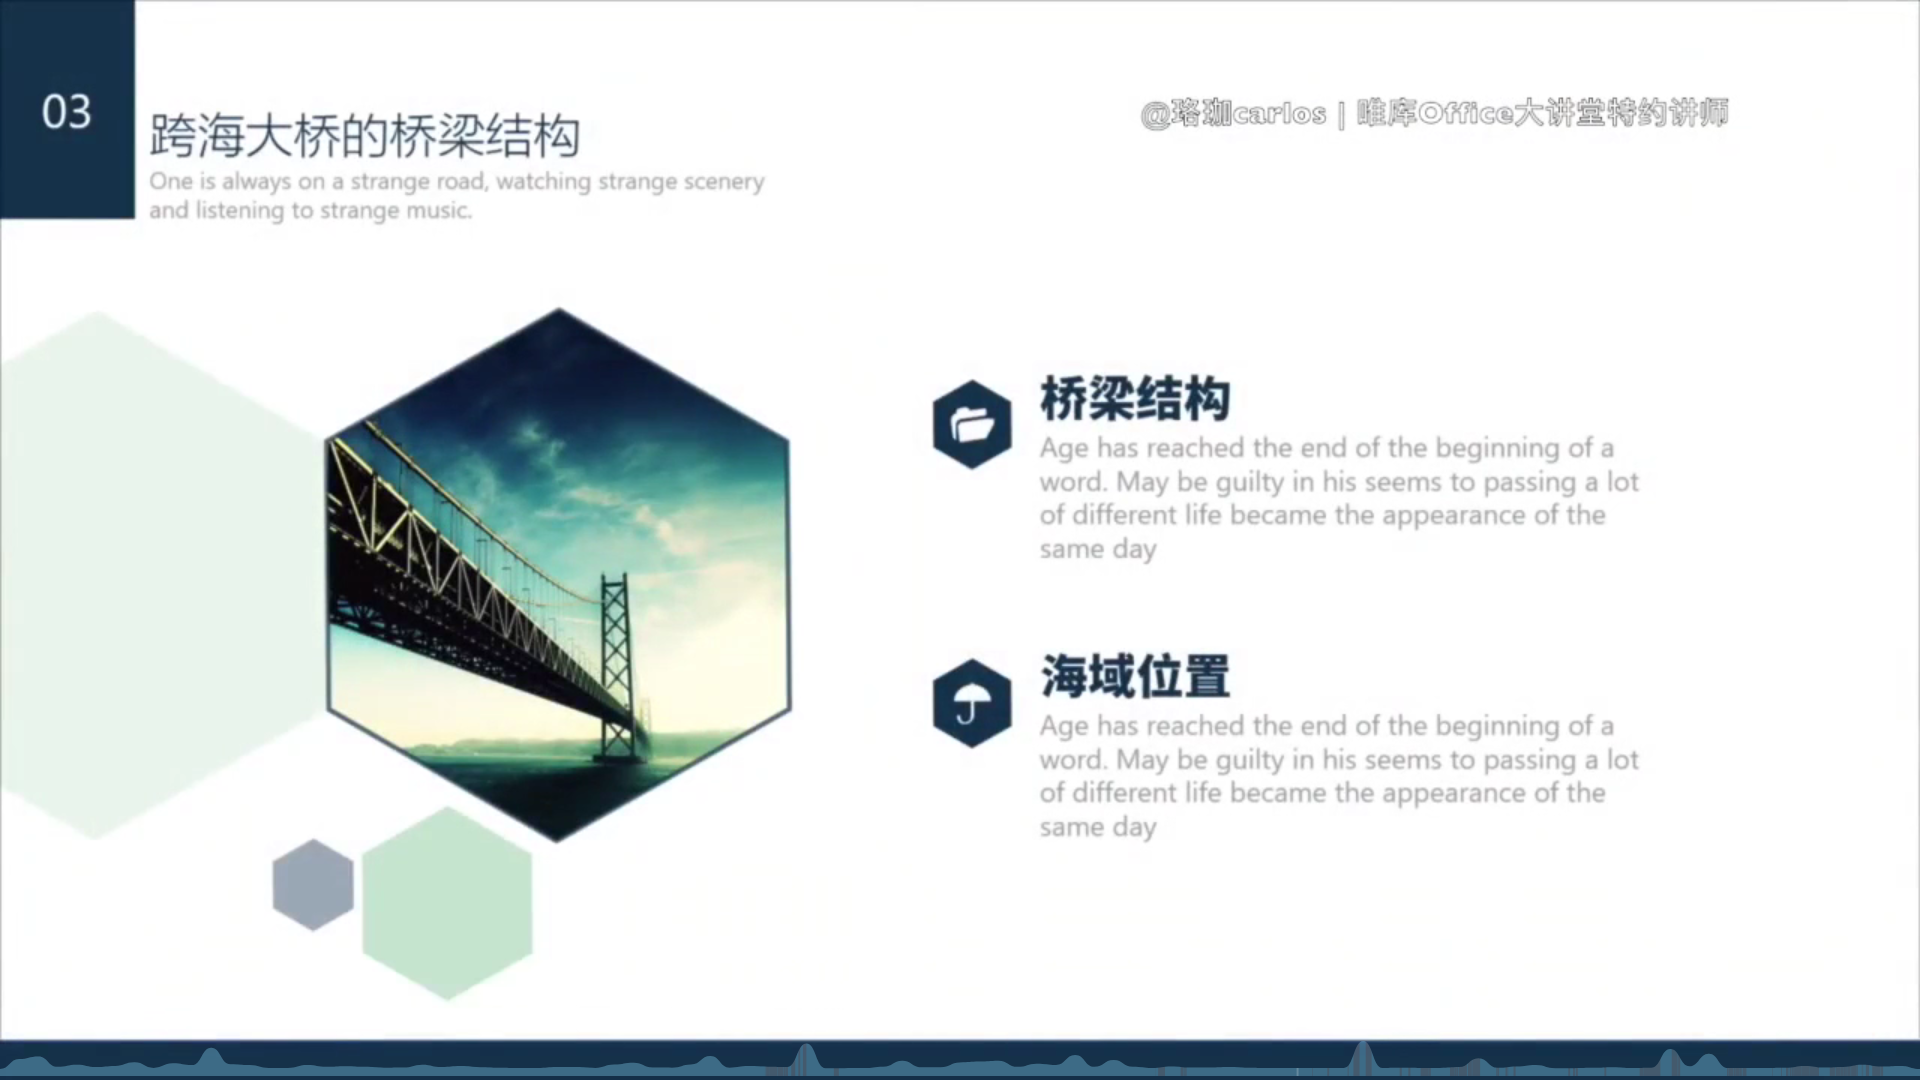 03
跨海大桥的桥梁结构
One is always on a strange road, watching strange scenery
and listening to strange music.
@珞珈carlos | 唯库Office大讲堂特约讲师
桥梁结构
Age has reached the end of the beginning of a
word. May be guilty in his seems to passing a lot
of different life became the appearance of the
same day
海域位置
Age has reached the end of the beginning of a
word. May be guilty in his seems to passing a lot
of different life became the appearance of the
same day